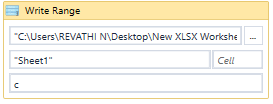 Write Range
"C:\Users\REVATHI N\Desktop\New XLSX Workshe
...
"Sheet1"
Cell
c